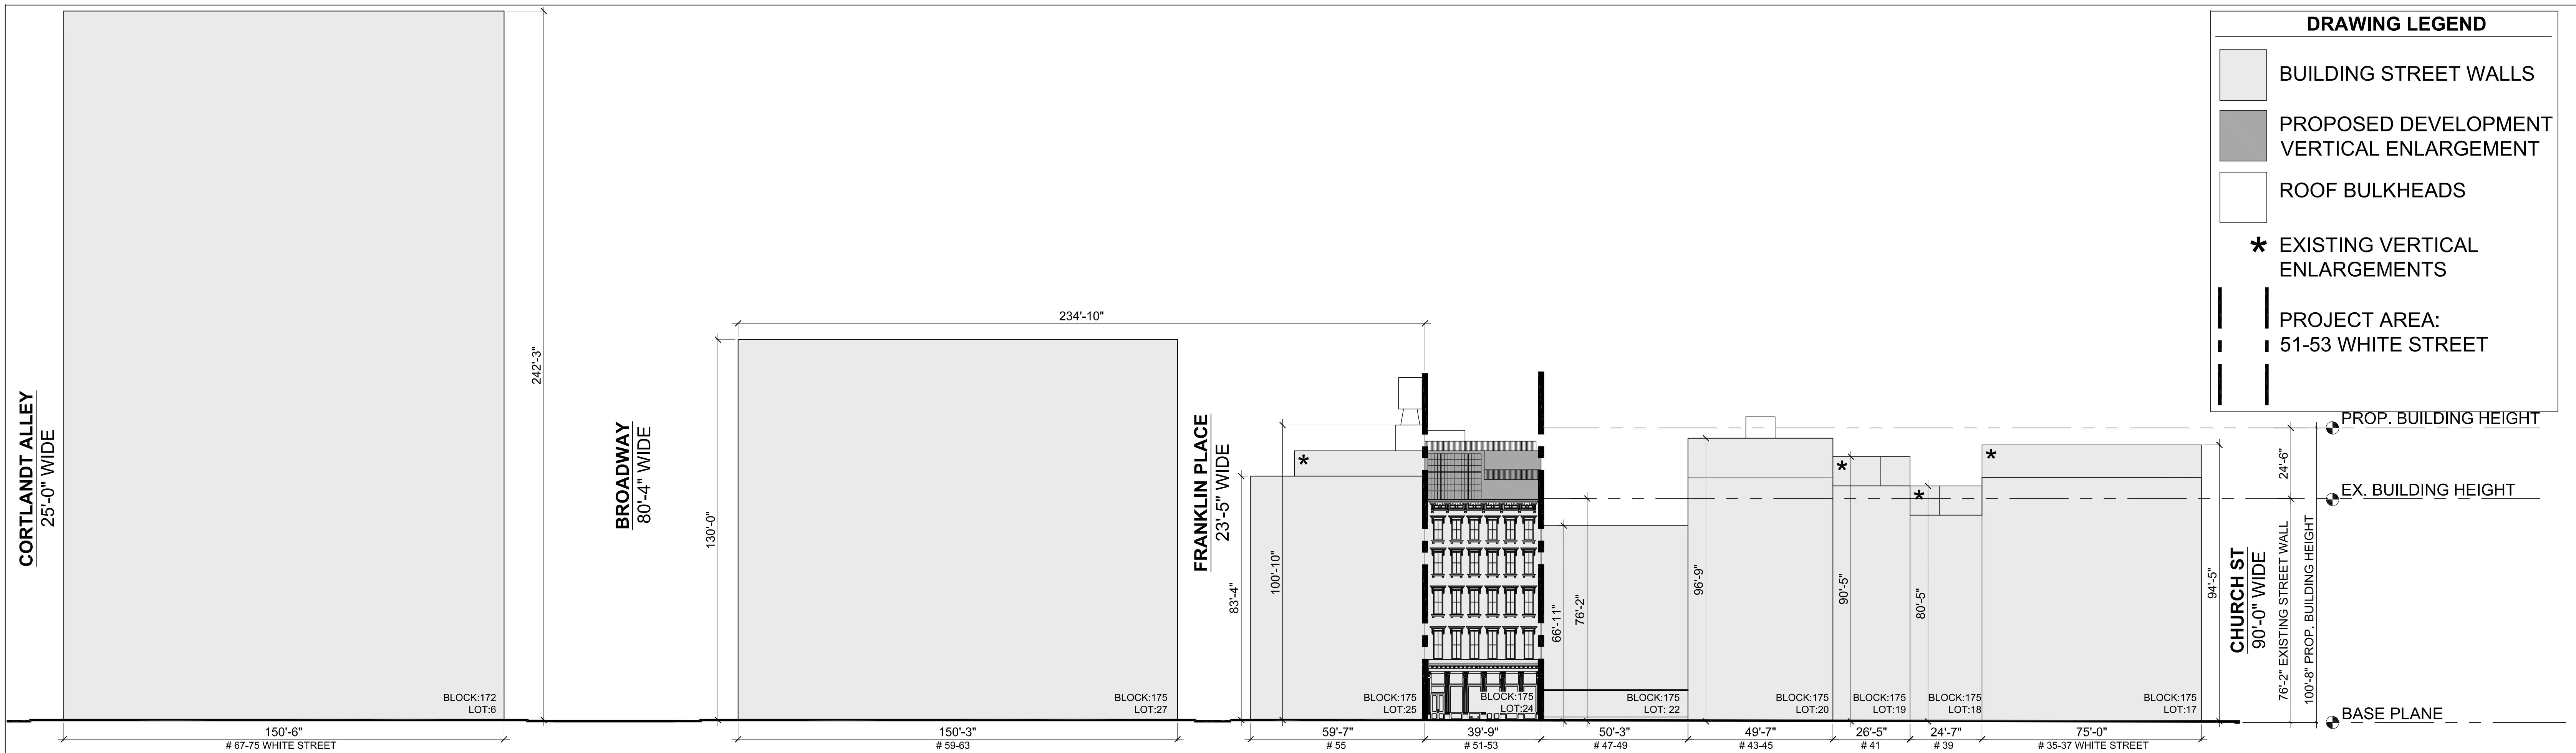 DRAWING LEGEND
BUILDING STREET WALLS
PROPOSED DEVELOPMENT
VERTICAL ENLARGEMENT
ROOF BULKHEADS
* EXISTING VERTICAL
ENLARGEMENTS
PROJECT AREA:
51-53 WHITE STREET
CORTLANDT ALLEY
25'-0" WIDE
242'-3"
BLOCK:172
LOT:6
150'-6"
# 67-75 WHITE STREET
BROADWAY
80'-4" WIDE
130'-0"
234'-10"
BLOCK:175
LOT:27
150'-3"
# 59-63
FRANKLIN PLACE
23'-5" WIDE
83'-4"
100'-10"
*
BLOCK:175
LOT:25
59'-7"
# 55
BLOCK:175
LOT:24
39'-9"
# 51-53
66'-11"
76'-2"
BLOCK:175
LOT: 22
50'-3"
# 47-49
96'-9"
BLOCK:175
LOT:20
49'-7"
# 43-45
*
90'-5"
BLOCK:175
LOT:19
26'-5"
# 41
*
80'-5"
BLOCK:175
LOT:18
24'-7"
# 39
*
BLOCK:175
LOT:17
75'-0"
# 35-37 WHITE STREET
94'-5"
CHURCH ST
90'-0" WIDE
24'-6"
76'-2" EXISTING STREET WALL
100'-8" PROP. BUILDING HEIGHT
PROP. BUILDING HEIGHT
EX. BUILDING HEIGHT
BASE PLANE